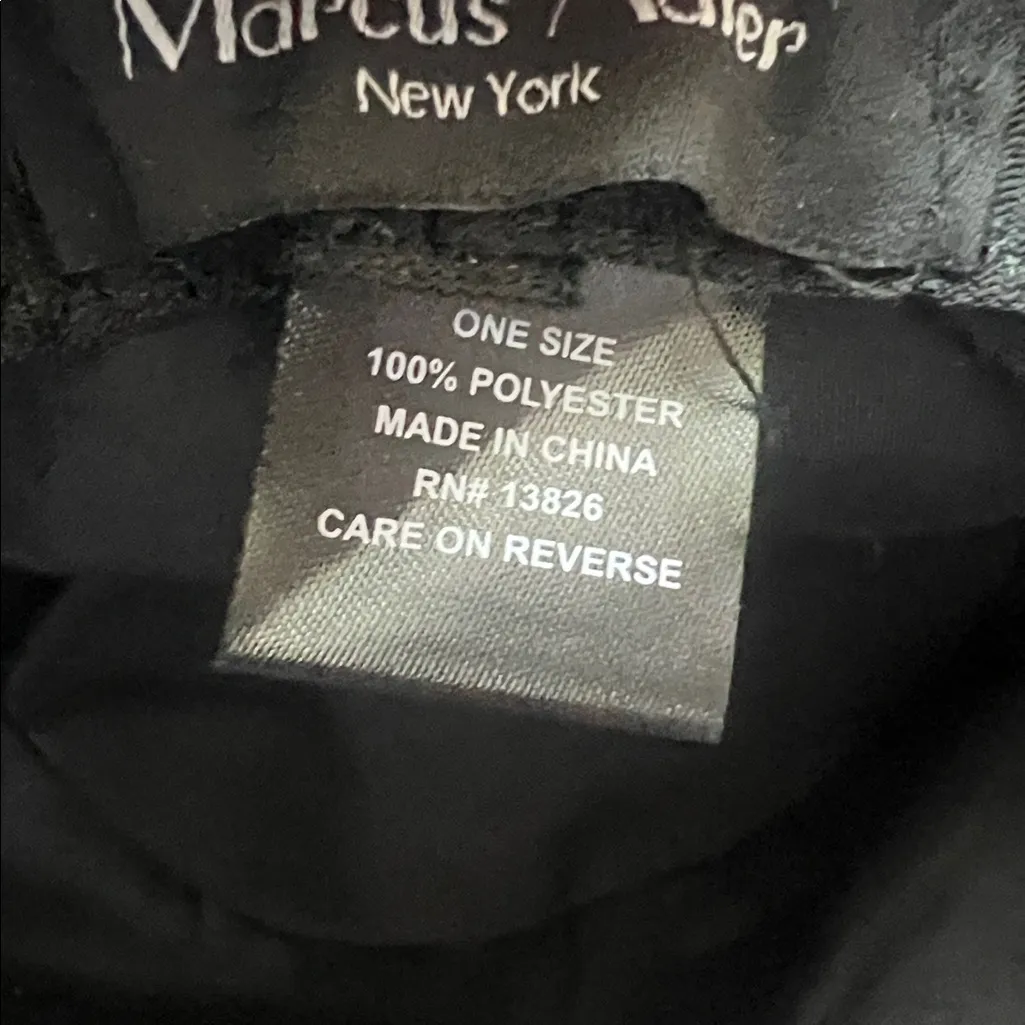 Marcus Adler
New York
ONE SIZE
100% POLYESTER
MADE IN CHINA
RN# 13826
CARE ON REVERSE